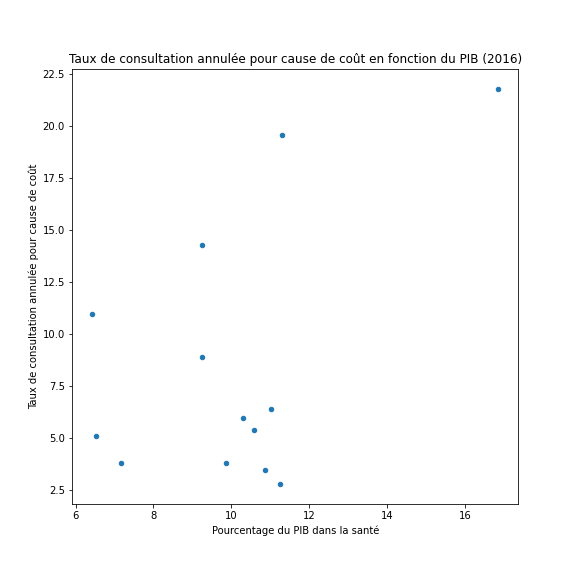 Taux de consultation annulée pour cause de coût en fonction du PIB (2016)
22.5
20.0
17.5
15.0
12.5
10.0
7.5
5.0
2.5
Taux de consultation annulée pour cause de coût
6 8 10 12 14 16
Pourcentage du PIB dans la santé